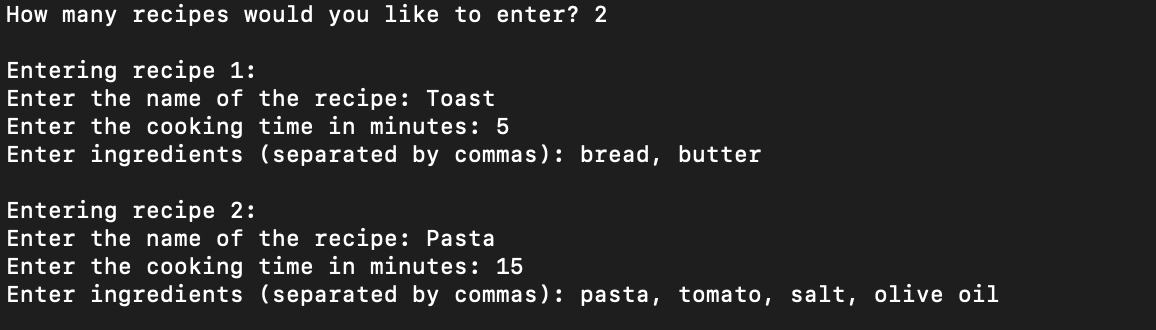 How many recipes would you like to enter? 2
Entering recipe 1:
Enter the name of the recipe: Toast
Enter the cooking time in minutes: 5
Enter ingredients (separated by commas): bread, butter
Entering recipe 2:
Enter the name of the recipe: Pasta
Enter the cooking time in minutes: 15
Enter ingredients (separated by commas): pasta, tomato, salt, olive oil